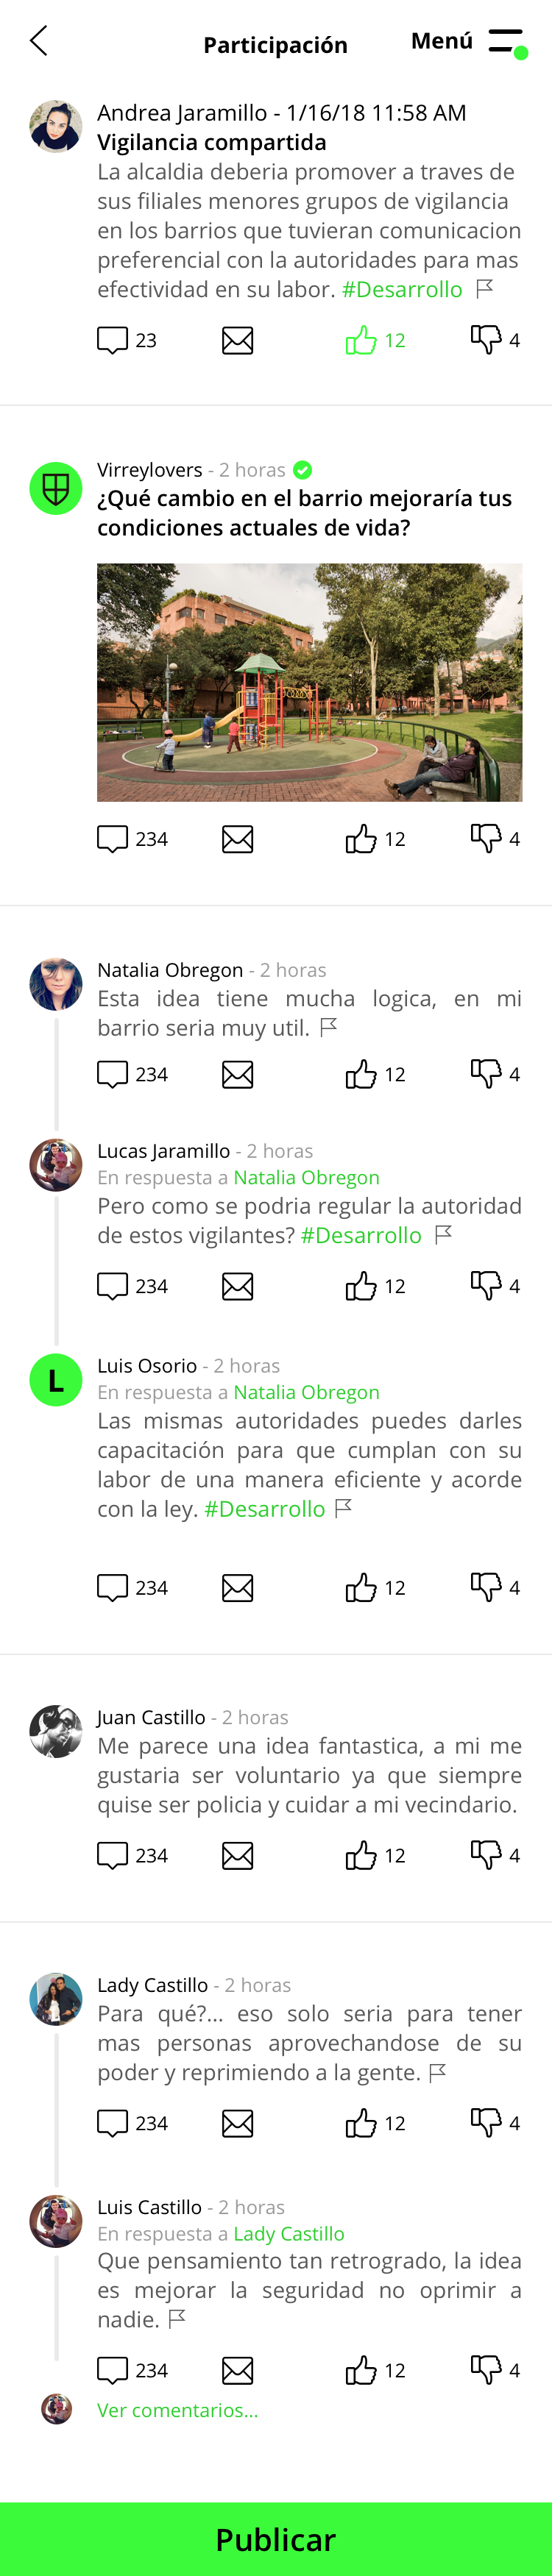 Participación
Menú
Andrea Jaramillo - 1/16/18 11:58 AM
Vigilancia compartida
La alcaldia deberia promover a traves de
sus filiales menores grupos de vigilancia
en los barrios que tuvieran comunicacion
preferencial con la autoridades para mas
efectividad en su labor. #Desarrollo
23 12 4
Virreylovers - 2 horas
¿Qué cambio en el barrio mejoraría tus
condiciones actuales de vida?
234 12 4
Natalia Obregon - 2 horas
Esta idea tiene mucha logica, en mi
barrio seria muy util.
234 12 4
Lucas Jaramillo - 2 horas
En respuesta a Natalia Obregon
Pero como se podria regular la autoridad
de estos vigilantes? #Desarrollo
234 12 4
L
Luis Osorio - 2 horas
En respuesta a Natalia Obregon
Las mismas autoridades puedes darles
capacitación para que cumplan con su
labor de una manera eficiente y acorde
con la ley. #Desarrollo
234 12 4
Juan Castillo - 2 horas
Me parece una idea fantastica, a mi me
gustaria ser voluntario ya que siempre
quise ser policia y cuidar a mi vecindario.
234 12 4
Lady Castillo - 2 horas
Para qué?... eso solo seria para tener
mas personas aprovechandose de su
poder y reprimiendo a la gente.
234 12 4
Luis Castillo - 2 horas
En respuesta a Lady Castillo
Que pensamiento tan retrogrado, la idea
es mejorar la seguridad no oprimir a
nadie.
234 12 4
Ver comentarios...
Publicar